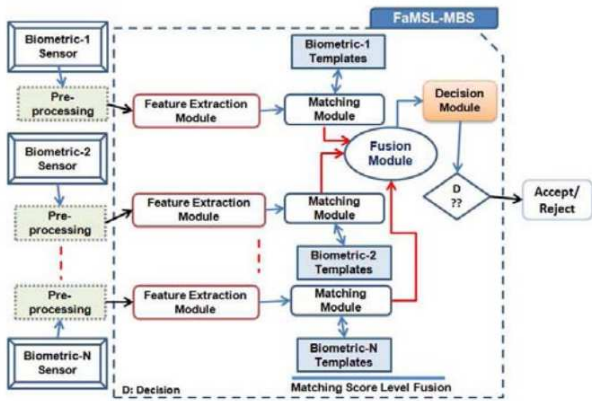 FaMSL-MBS
Biometric-1
Sensor
Biometric-1
Templates
Pre-
processing
Feature Extraction
Module
Matching
Module
Decision
Module
Fusion
Module
Biometric-2
Sensor
Pre-
processing
Feature Extraction
Module
Matching
Module
D
??
Accept/
Reject
Biometric-2
Templates
Pre-
processing
Feature Extraction
Module
Matching
Module
Biometric-N
Sensor
Biometric-N
Templates
D: Decision
Matching Score Level Fusion